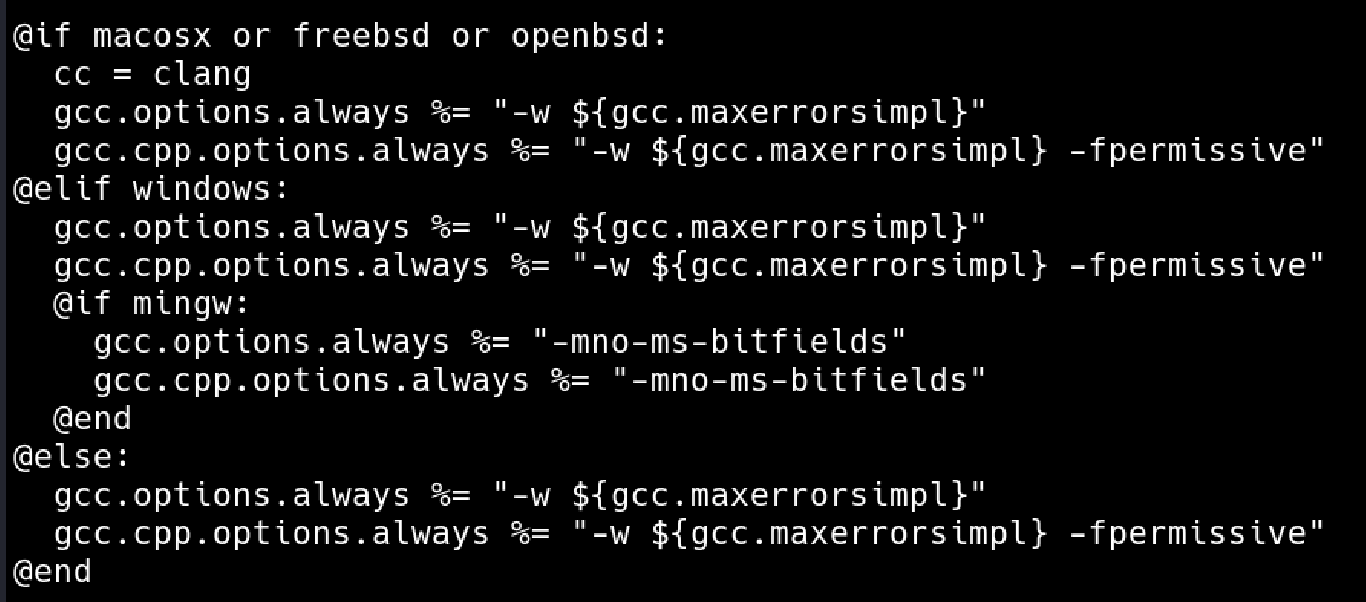 @if macosx or freebsd or openbsd:
  cc = clang
  gcc.options.always %= "-w ${gcc.maxerrorsimpl}"
  gcc.cpp.options.always %= "-w ${gcc.maxerrorsimpl} -fpermissive"
@elif windows:
  gcc.options.always %= "-w ${gcc.maxerrorsimpl}"
  gcc.cpp.options.always %= "-w ${gcc.maxerrorsimpl} -fpermissive"
  @if mingw:
    gcc.options.always %= "-mno-ms-bitfields"
    gcc.cpp.options.always %= "-mno-ms-bitfields"
  @end
@else:
  gcc.options.always %= "-w ${gcc.maxerrorsimpl}"
  gcc.cpp.options.always %= "-w ${gcc.maxerrorsimpl} -fpermissive"
@end